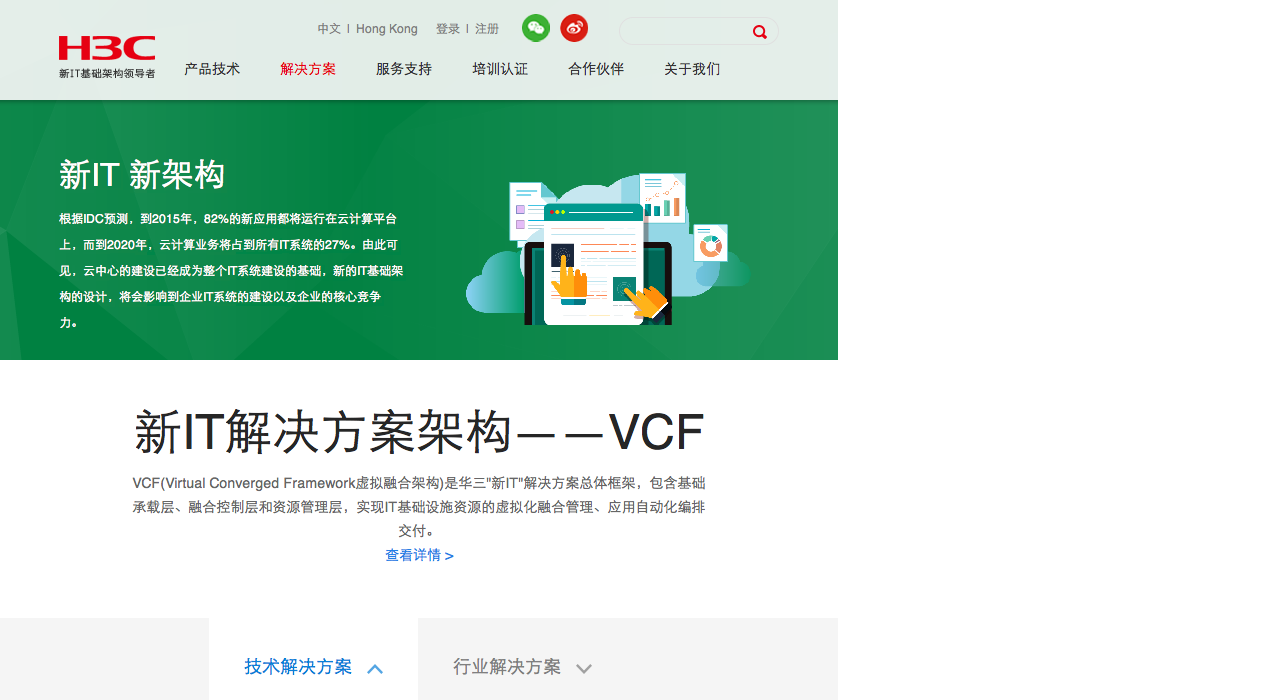 中文 | Hong Kong 登录 | 注册
H3C
新IT基础架构领导者
产品技术 解决方案 服务支持 培训认证 合作伙伴 关于我们
新IT 新架构
根据IDC预测，到2015年，82%的新应用都将运行在云计算平台
上，而到2020年，云计算业务将占到所有IT系统的27%。由此可
见，云中心的建设已经成为整个IT系统建设的基础，新的IT基础架
构的设计，将会影响到企业IT系统的建设以及企业的核心竞争
力。
新IT解决方案架构——VCF
VCF(Virtual Converged Framework虚拟融合架构)是华三"新IT"解决方案总体框架，包含基础
承载层、融合控制层和资源管理层，实现IT基础设施资源的虚拟化融合管理、应用自动化编排
交付。
查看详情 >
技术解决方案 行业解决方案